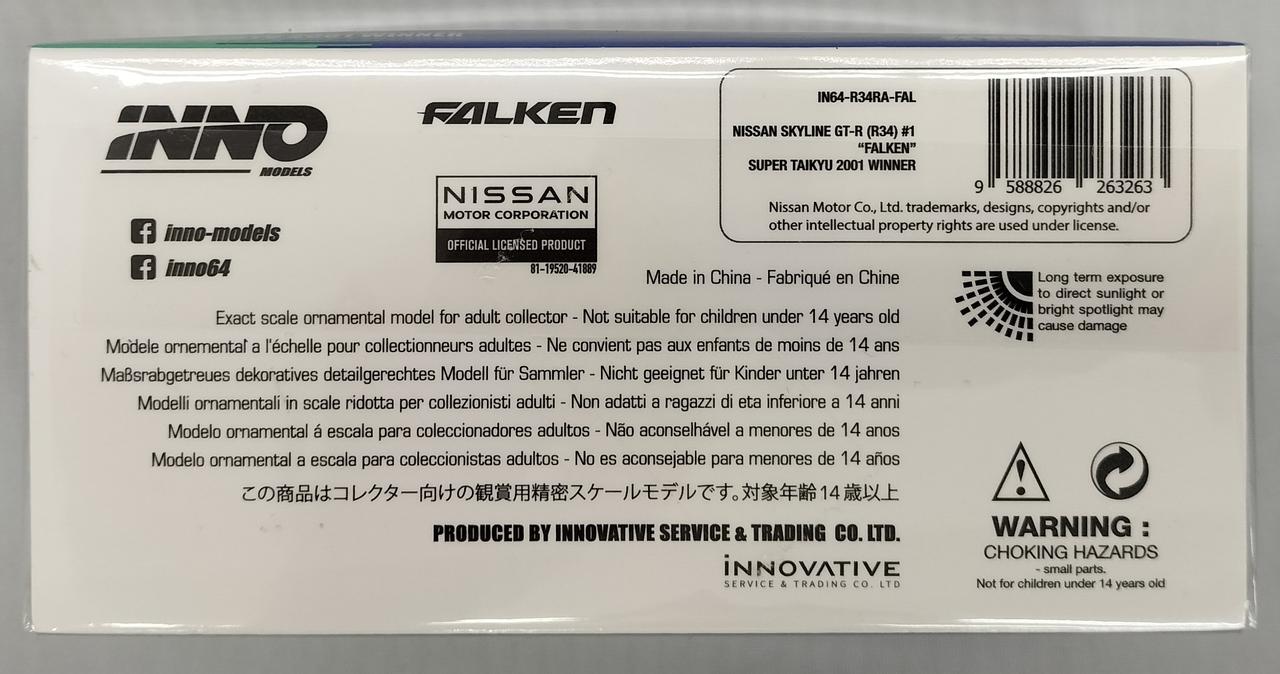 INNO
MODELS
inno-models
inno64
FALKEN
NISSAN
MOTOR CORPORATION
OFFICIAL LICENSED PRODUCT
81-19520-41889
IN64-R34RA-FAL
NISSAN SKYLINE GT-R (R34) #1
“FALKEN”
SUPER TAIKYU 2001 WINNER
9 588826 263263
Nissan Motor Co., Ltd. trademarks, designs, copyrights and/or
other intellectual property rights are used under license.
Made in China - Fabriqué en Chine
Long term exposure
to direct sunlight or
bright spotlight may
cause damage
Exact scale ornamental model for adult collector - Not suitable for children under 14 years old
Modèle ornemental a l'échelle pour collectionneurs adultes - Ne convient pas aux enfants de moins de 14 ans
Maßsrabgetreues dekoratives detailgerechtes Modell für Sammler - Nicht geeignet für Kinder unter 14 jahren
Modelli ornamentali in scale ridotta per collezionisti adulti - Non adatti a ragazzi di eta inferiore a 14 anni
Modelo ornamental á escala para coleccionadores adultos - Não aconselhável a menores de 14 anos
Modelo ornamental a escala para coleccionistas adultos - No es aconsejable para menores de 14 años
この商品はコレクター向けの観賞用精密スケールモデルです。対象年齢14歳以上
PRODUCED BY INNOVATIVE SERVICE & TRADING CO. LTD.
INNOVATIVE
SERVICE & TRADING CO. LTD
WARNING :
CHOKING HAZARDS
- small parts.
Not for children under 14 years old